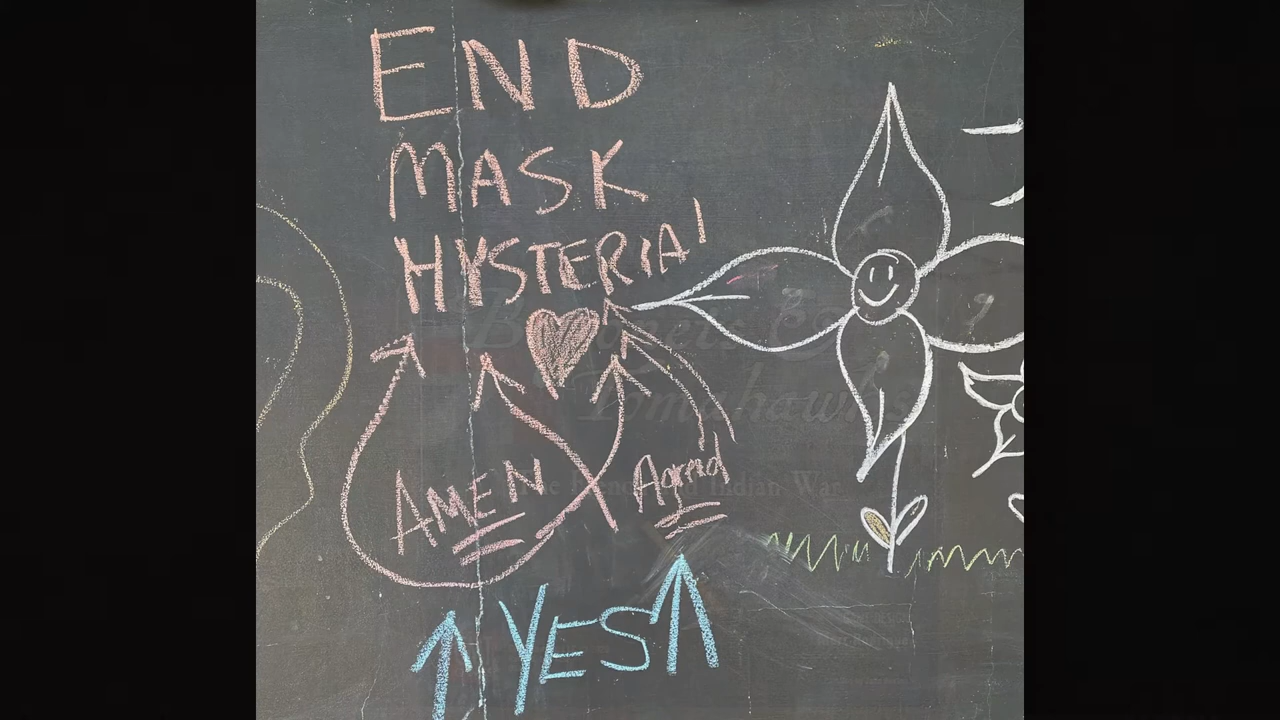 END
MASK
HYSTERIA!
AMEN
Agreed
YES